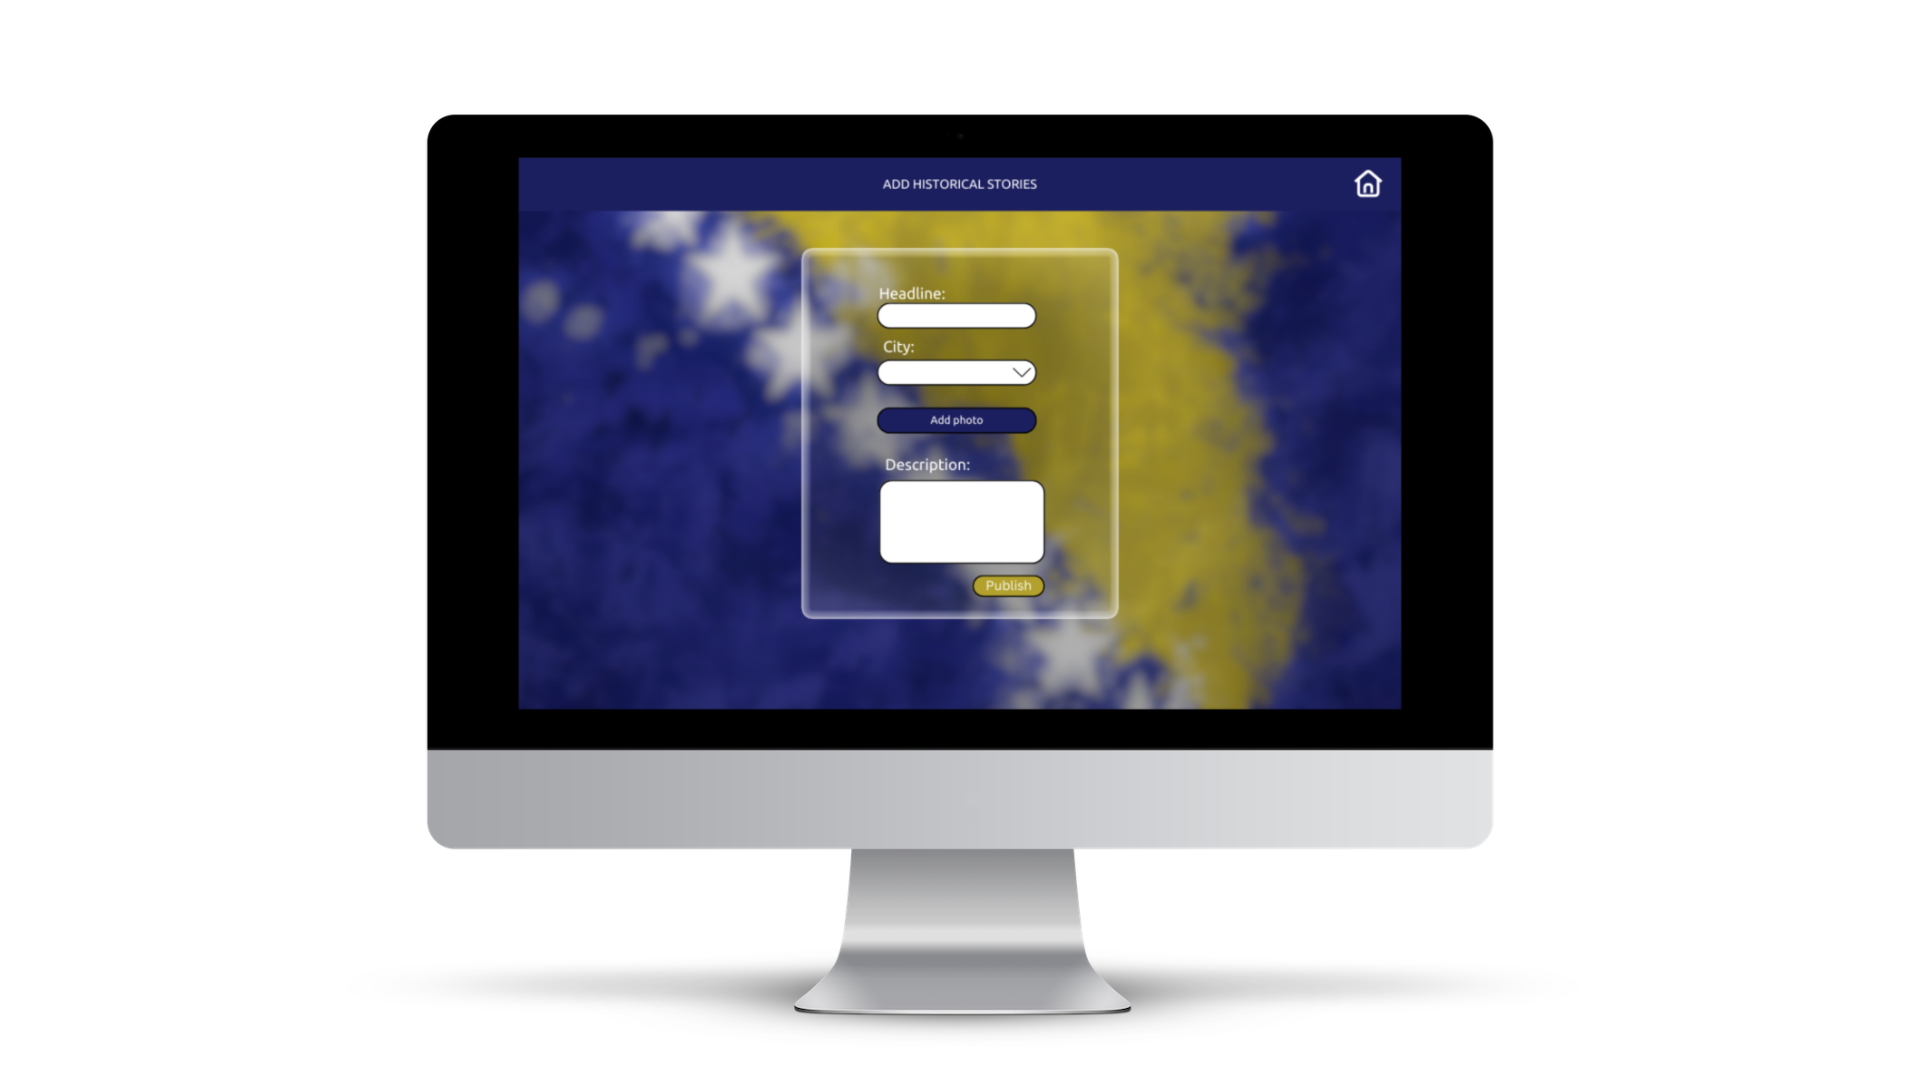 ADD HISTORICAL STORIES
Headline:
City:
Add photo
Description:
Publish